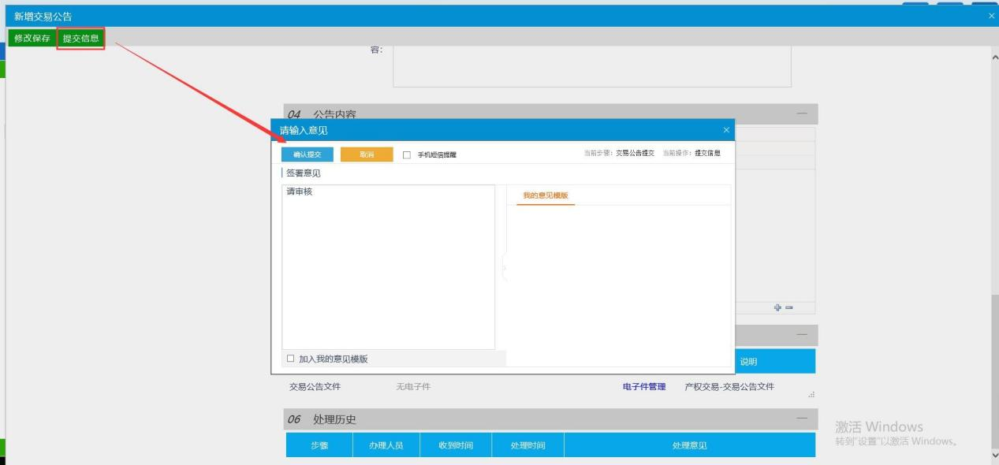 新增交易公告
修改保存 提交信息
容：
04 公告内容
请输入意见
确认提交 取消 手机短信提醒 当前步骤：交易公告提交 当前操作：提交信息
签署意见
请审核
我的意见模版
加入我的意见模版
说明
交易公告文件 无电子件 电子件管理 产权交易-交易公告文件
06 处理历史
步骤 办理人员 收到时间 处理时间 处理意见
激活 Windows
转到"设置"以激活 Windows。